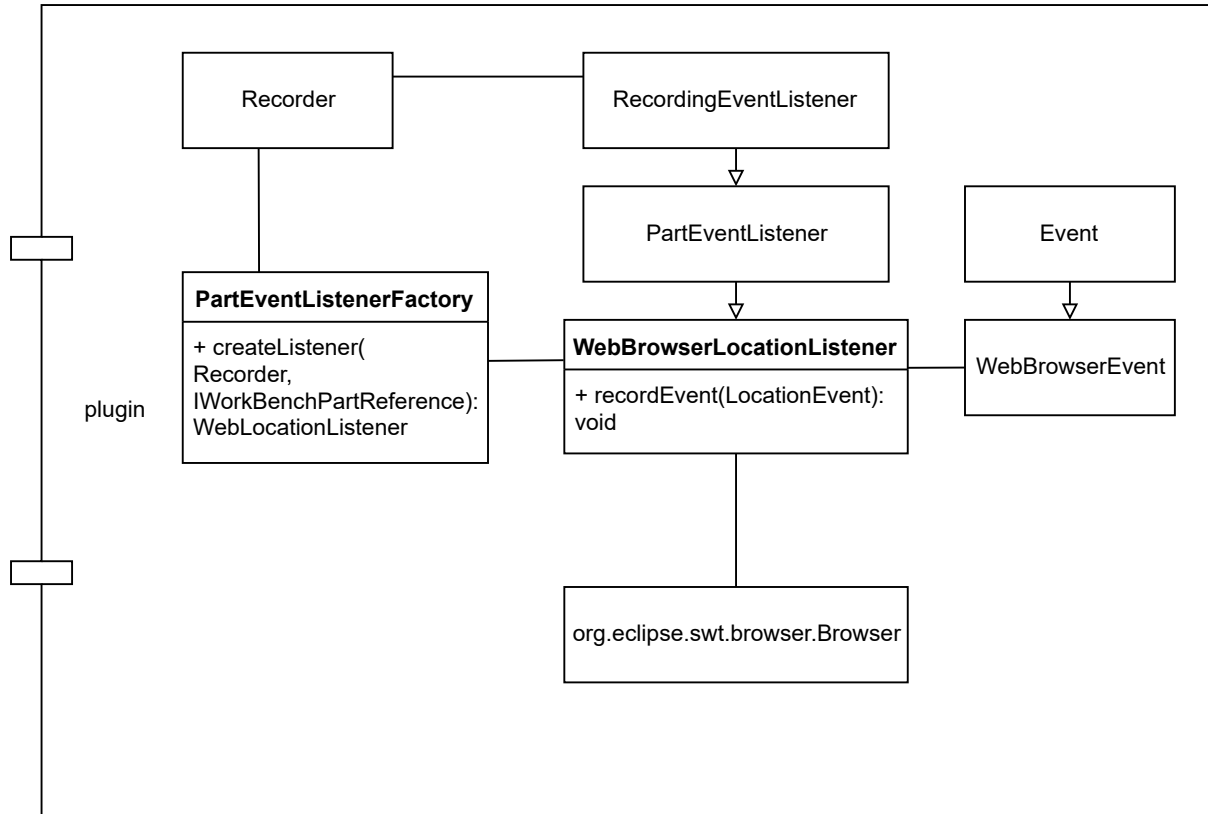 Recorder
RecordingEventListener
PartEventListener
Event
PartEventListenerFactory
+ createListener(
Recorder,
IWorkBenchPartReference):
WebLocationListener
WebBrowserLocationListener
+ recordEvent(LocationEvent):
void
WebBrowserEvent
plugin
org.eclipse.swt.browser.Browser